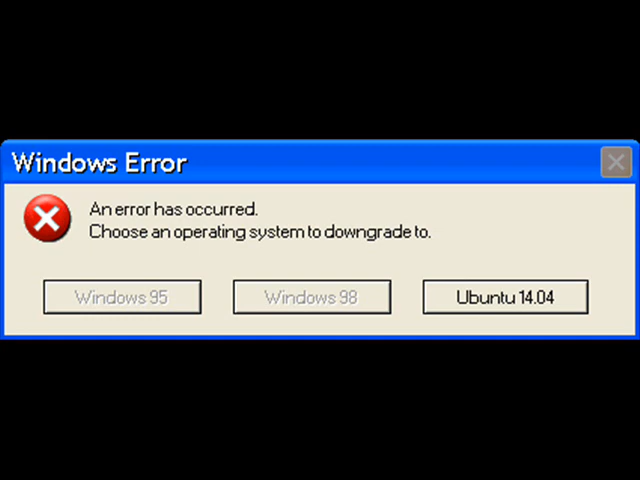 Windows Error
An error has occurred.
Choose an operating system to downgrade to.
Windows 95
Windows 98
Ubuntu 14.04